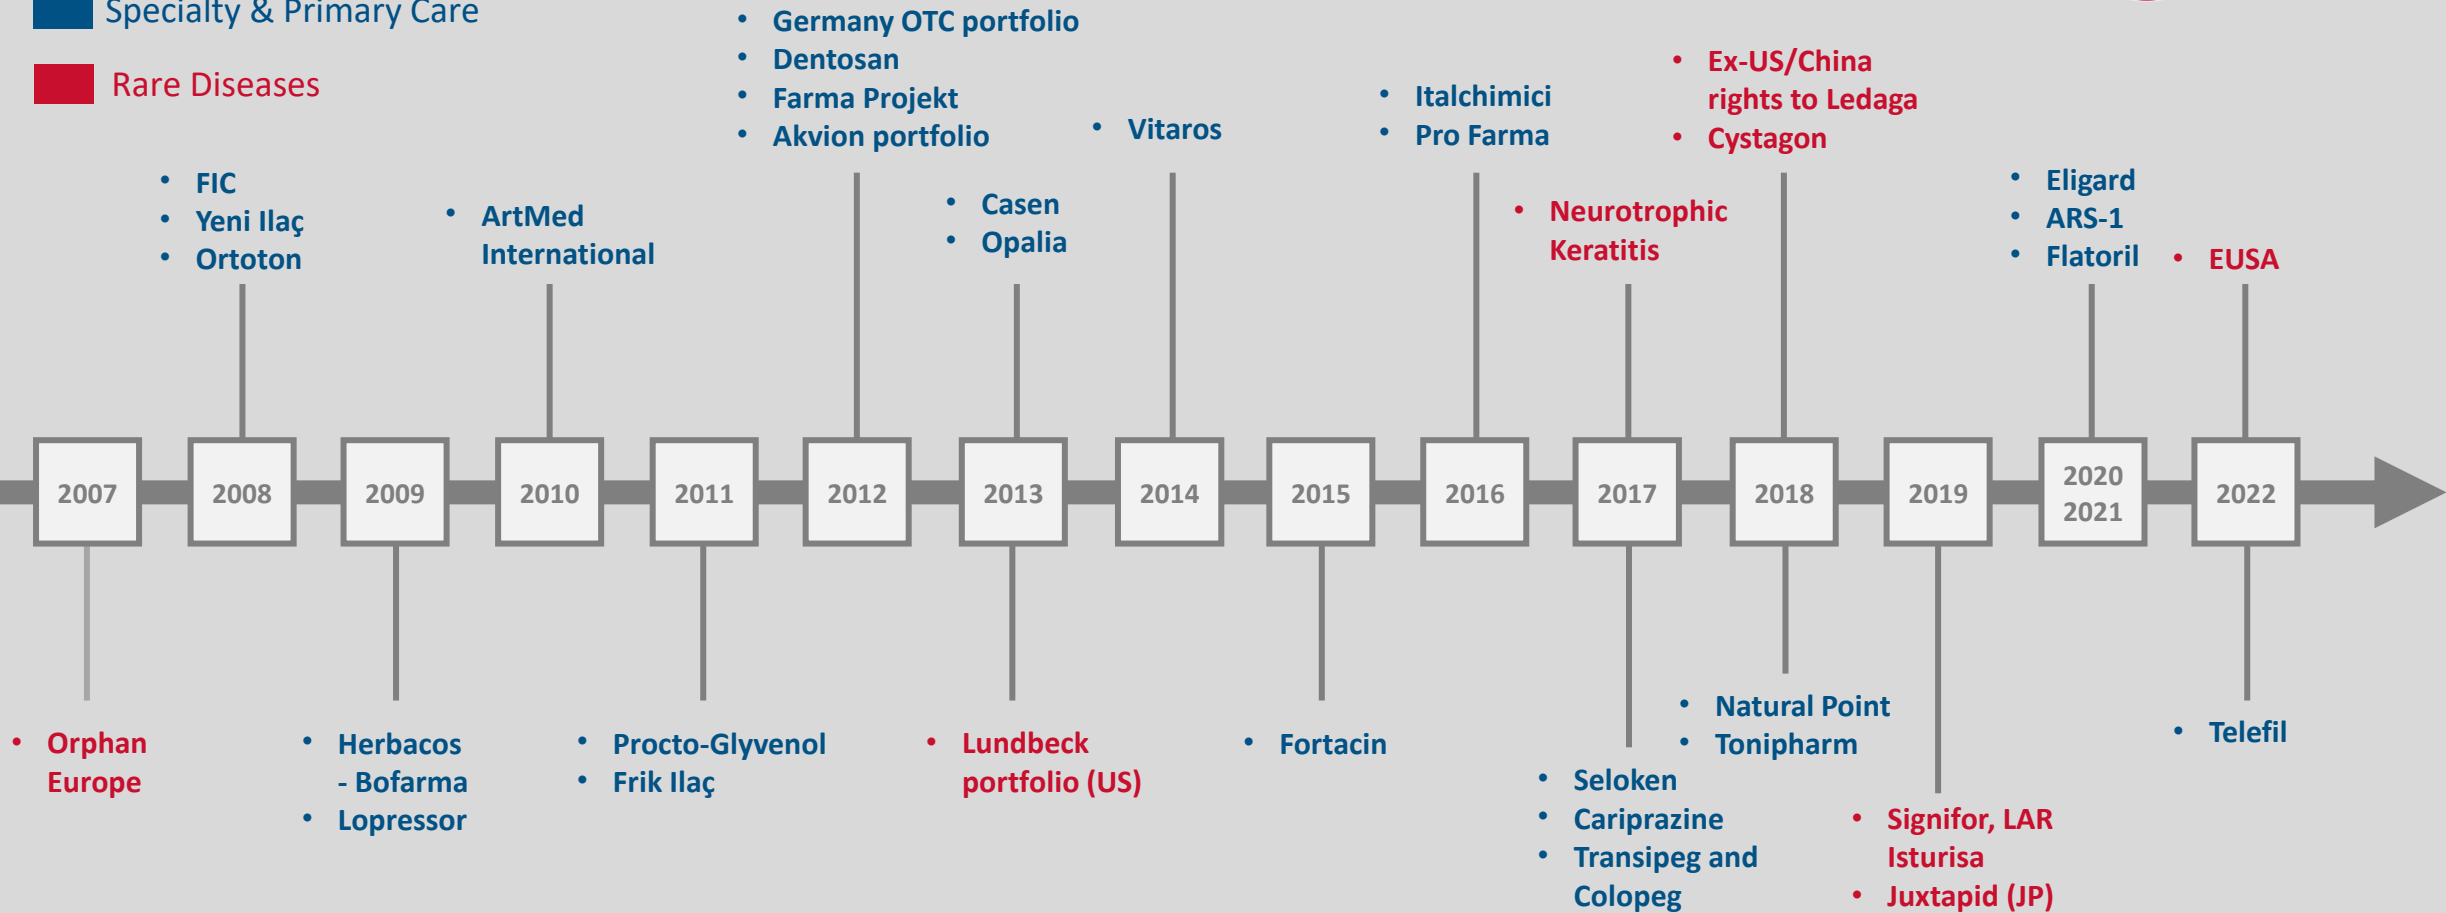 Specialty & Primary Care
Rare Diseases
• FIC
• Yeni Ilaç
• Ortoton
• ArtMed
International
• Germany OTC portfolio
• Dentosan
• Farma Projekt
• Akvion portfolio
• Casen
• Opalia
• Vitaros
• Italchimici
• Pro Farma
• Neurotrophic
Keratitis
• Ex-US/China
rights to Ledaga
• Cystagon
• Eligard
• ARS-1
• Flatoril
• EUSA
2007
2008
2009
2010
2011
2012
2013
2014
2015
2016
2017
2018
2019
2020
2021
2022
• Orphan
Europe
• Herbacos
- Bofarma
• Lopressor
• Procto-Glyvenol
• Frik Ilaç
• Lundbeck
portfolio (US)
• Fortacin
• Seloken
• Cariprazine
• Transipeg and
Colopeg
• Natural Point
• Tonipharm
• Signifor, LAR
Isturisa
• Juxtapid (JP)
• Telefil